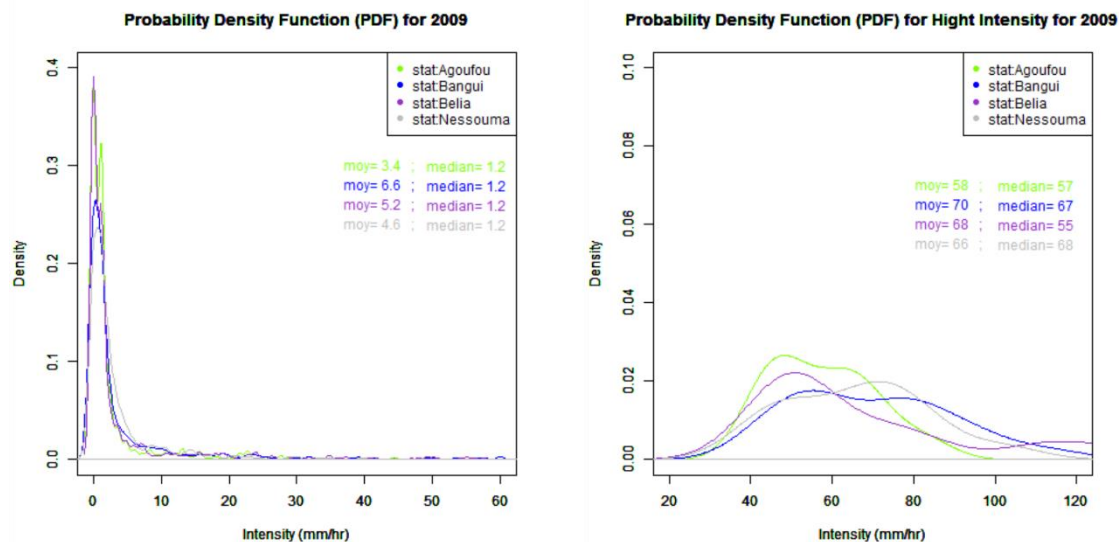 Probability Density Function (PDF) for 2009
stat:Agoufou
stat:Bangui
stat:Belia
stat:Nessouma
moy= 3.4 ; median= 1.2
moy= 6.6 ; median= 1.2
moy= 5.2 ; median= 1.2
moy= 4.6 ; median= 1.2
Density
0.4
0.3
0.2
0.1
0.0
0 10 20 30 40 50 60
Intensity (mm/hr)
Probability Density Function (PDF) for Hight Intensity for 2009
stat:Agoufou
stat:Bangui
stat:Belia
stat:Nessouma
moy= 58 ; median= 57
moy= 70 ; median= 67
moy= 68 ; median= 55
moy= 66 ; median= 68
Density
0.10
0.08
0.06
0.04
0.02
0.00
20 40 60 80 100 120
Intensity (mm/hr)